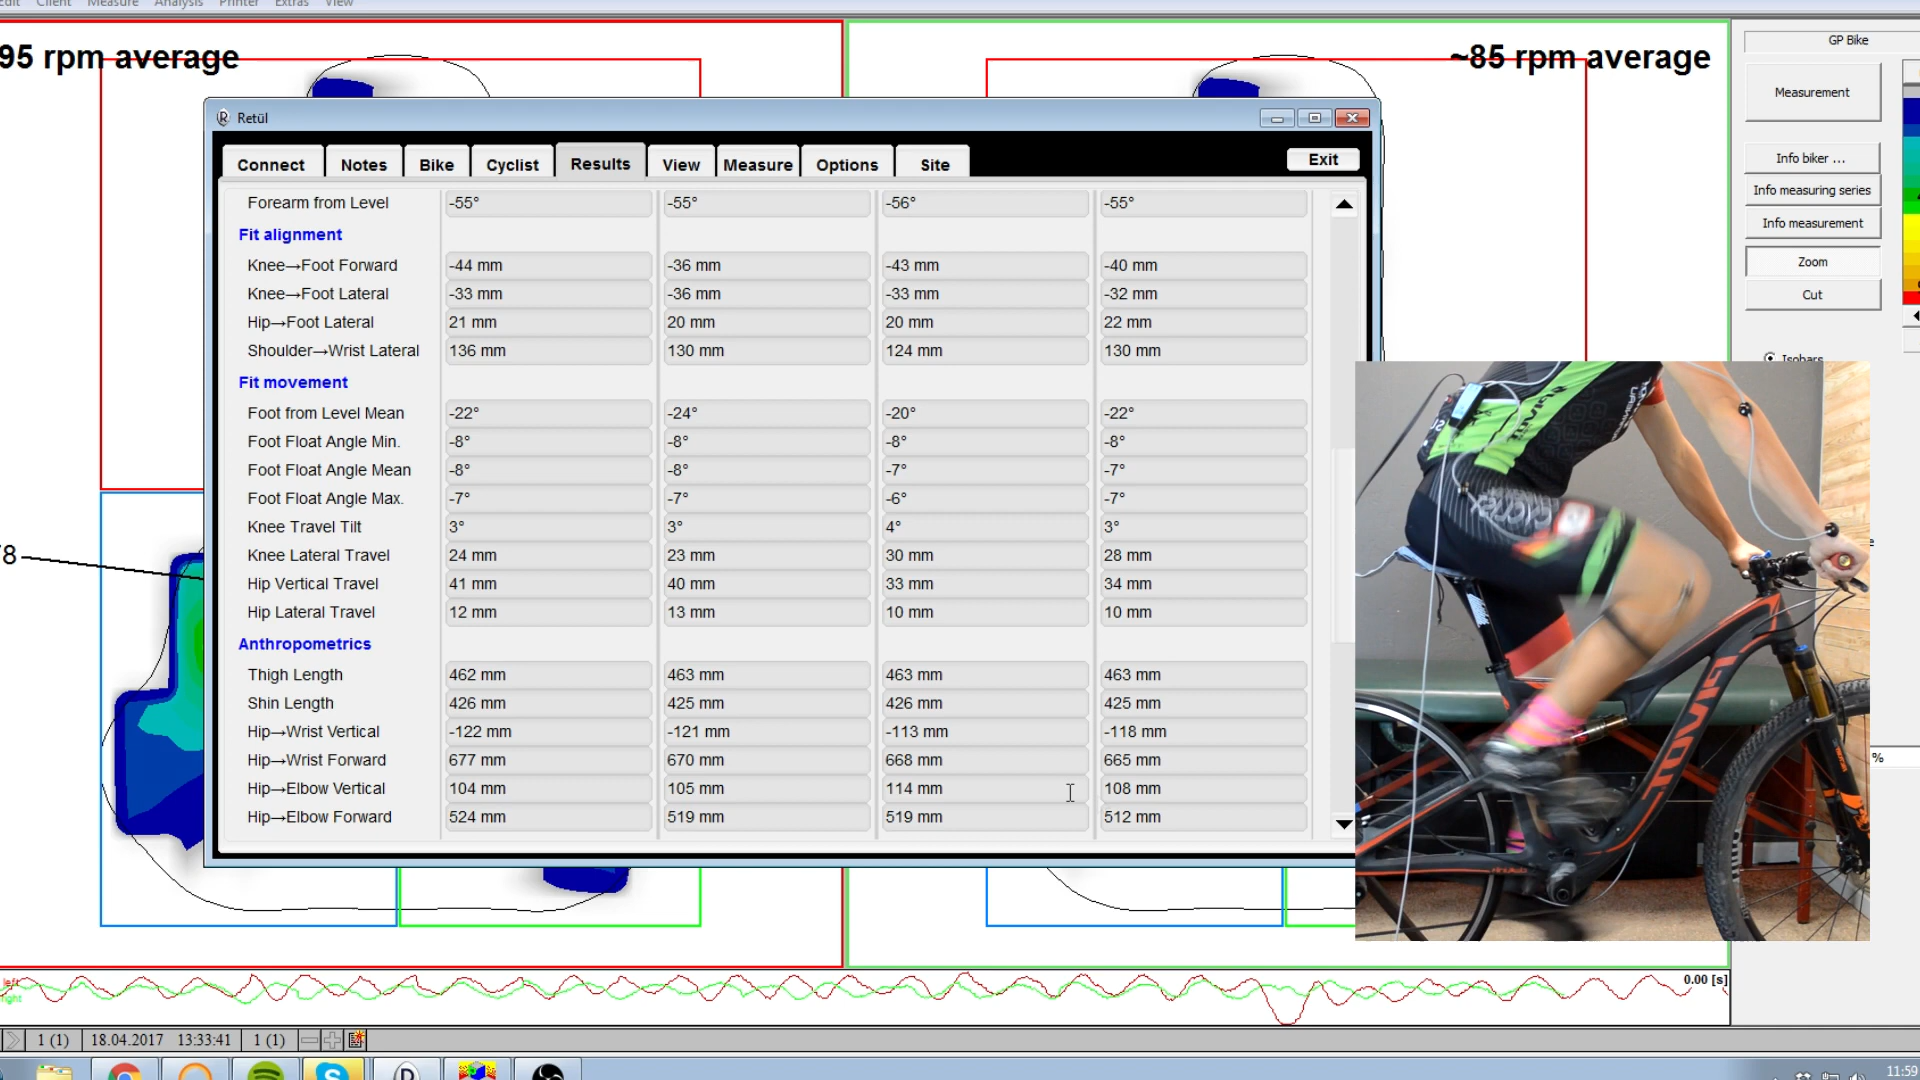 Edit Client Measure Analysis Printer Extras View
95 rpm average
~85 rpm average
GP Bike
Measurement
Info biker ...
Info measuring series
Info measurement
Zoom
Cut
Isobars
Retül
Connect Notes Bike Cyclist Results View Measure Options Site Exit
Forearm from Level -55° -55° -56° -55°
Fit alignment
Knee→Foot Forward -44 mm -36 mm -43 mm -40 mm
Knee→Foot Lateral -33 mm -36 mm -33 mm -32 mm
Hip→Foot Lateral 21 mm 20 mm 20 mm 22 mm
Shoulder→Wrist Lateral 136 mm 130 mm 124 mm 130 mm
Fit movement
Foot from Level Mean -22° -24° -20° -22°
Foot Float Angle Min. -8° -8° -8° -8°
Foot Float Angle Mean -8° -8° -7° -7°
Foot Float Angle Max. -7° -7° -6° -7°
Knee Travel Tilt 3° 3° 4° 3°
Knee Lateral Travel 24 mm 23 mm 30 mm 28 mm
Hip Vertical Travel 41 mm 40 mm 33 mm 34 mm
Hip Lateral Travel 12 mm 13 mm 10 mm 10 mm
Anthropometrics
Thigh Length 462 mm 463 mm 463 mm 463 mm
Shin Length 426 mm 425 mm 426 mm 425 mm
Hip→Wrist Vertical -122 mm -121 mm -113 mm -118 mm
Hip→Wrist Forward 677 mm 670 mm 668 mm 665 mm
Hip→Elbow Vertical 104 mm 105 mm 114 mm 108 mm
Hip→Elbow Forward 524 mm 519 mm 519 mm 512 mm
8
%
left
right
0.00 [s]
1 (1) 18.04.2017 13:33:41 1 (1)
11:59